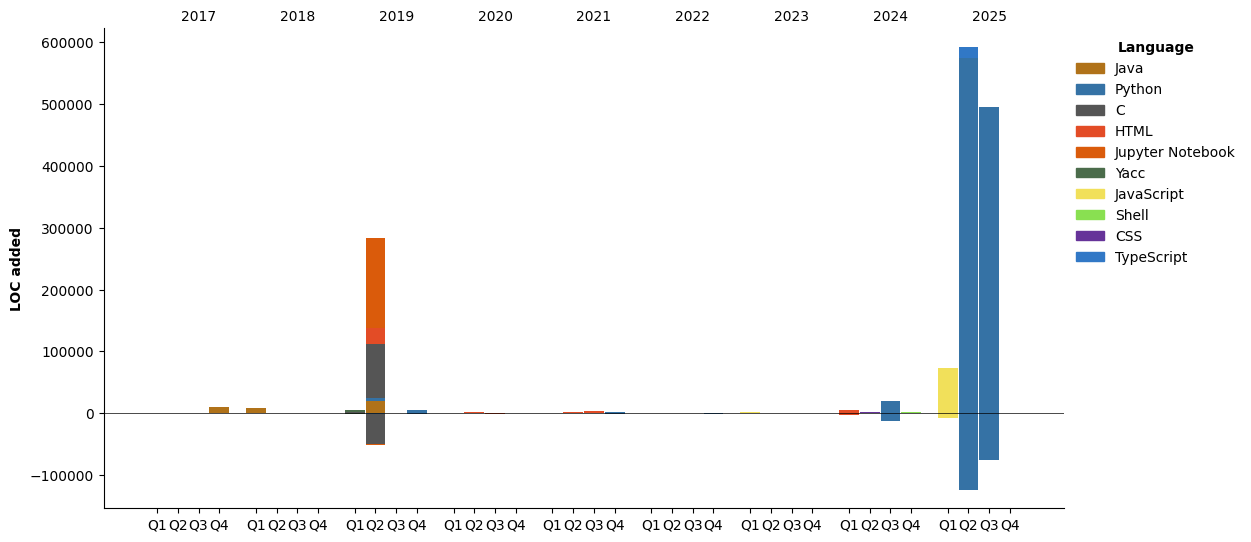 2017 2018 2019 2020 2021 2022 2023 2024 2025
600000
500000
400000
300000
200000
100000
0
−100000
LOC added
Q1 Q2 Q3 Q4 Q1 Q2 Q3 Q4 Q1 Q2 Q3 Q4 Q1 Q2 Q3 Q4 Q1 Q2 Q3 Q4 Q1 Q2 Q3 Q4 Q1 Q2 Q3 Q4 Q1 Q2 Q3 Q4 Q1 Q2 Q3 Q4
Language
Java
Python
C
HTML
Jupyter Notebook
Yacc
JavaScript
Shell
CSS
TypeScript